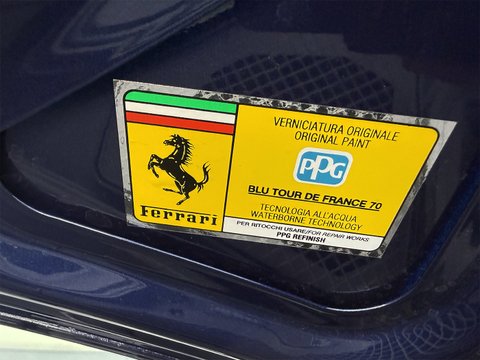 VERNICIATURA ORIGINALE
ORIGINAL PAINT
PPG
BLU TOUR DE FRANCE 70
TECNOLOGIA ALL'ACQUA
WATERBORNE TECHNOLOGY
Ferrari
PER RITOCCHI USARE/FOR REPAIR WORKS
PPG REFINISH